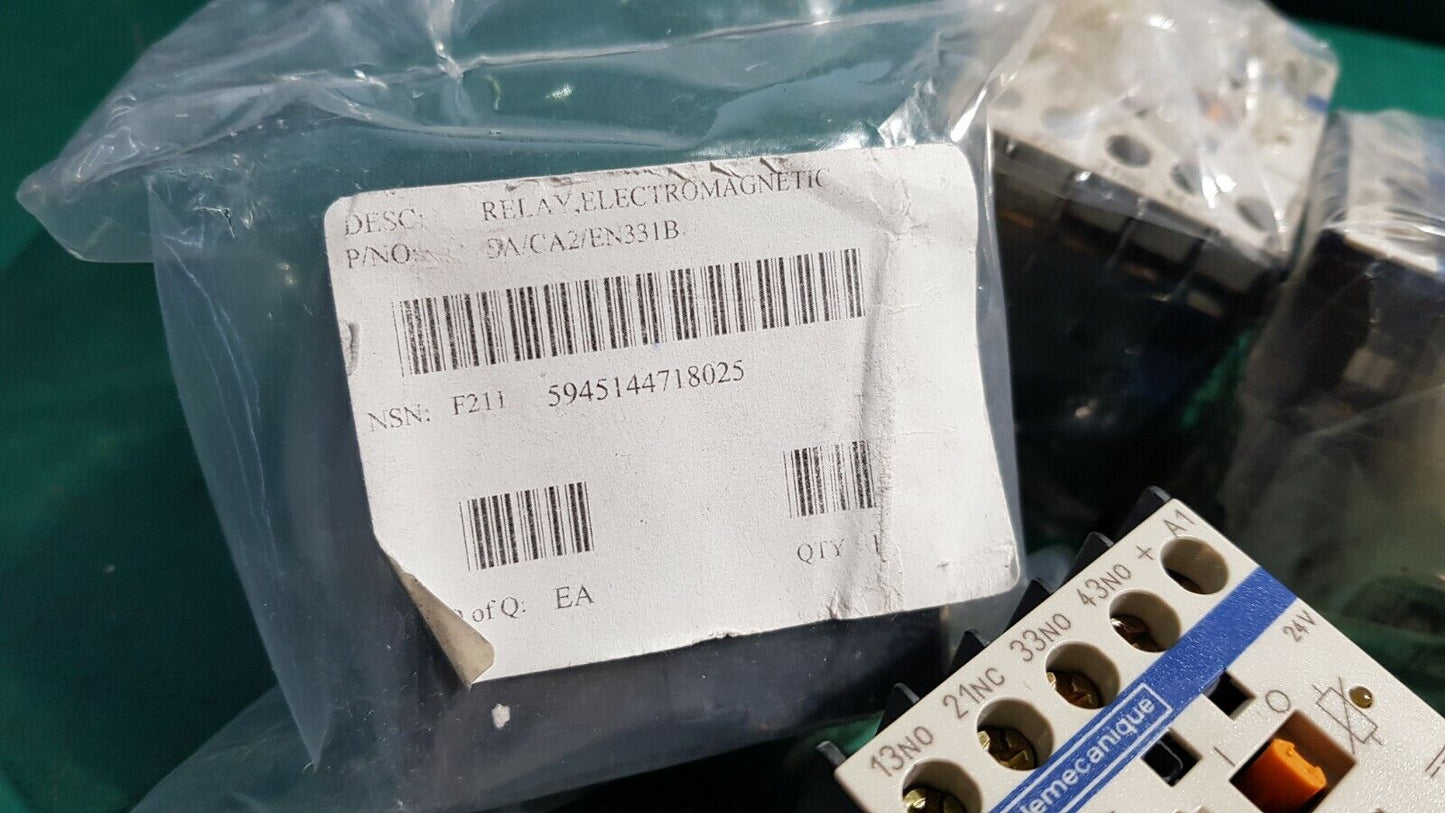 DESC: RELAY,ELECTROMAGNETIC
P/NO: DA/CA2/EN331B
NSN: F211 5945144718025
of Q: EA
QTY 1
13NO 21NC 33NO 43NO + A1
24V
O
I
lemecanique